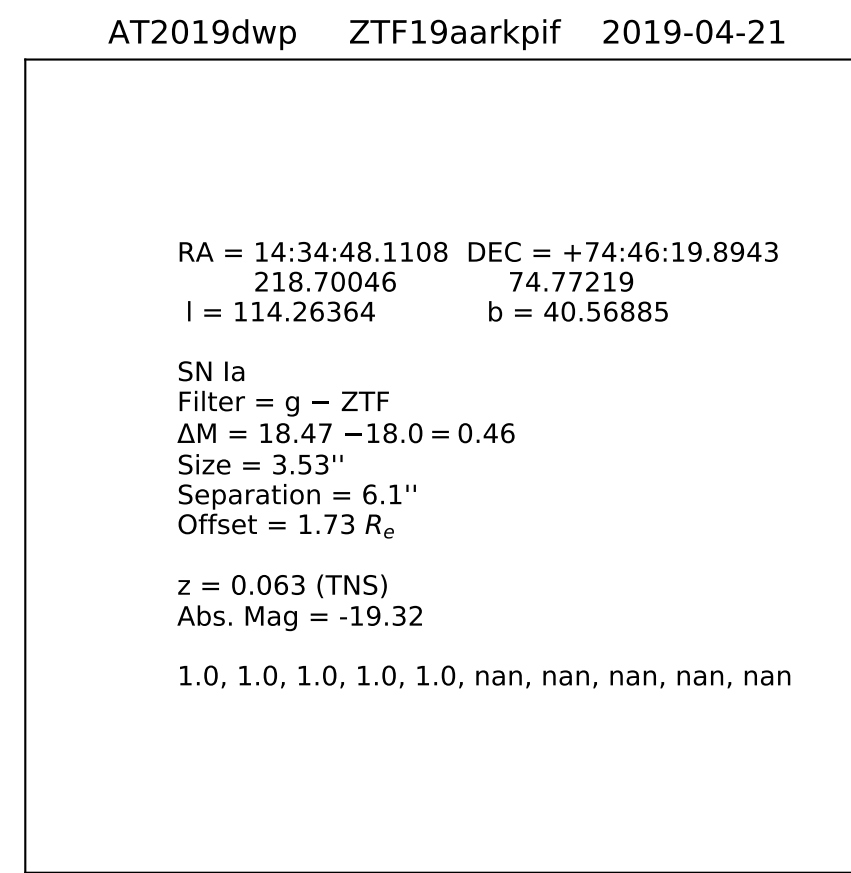 AT2019dwp ZTF19aarkpif 2019-04-21
RA = 14:34:48.1108 DEC = +74:46:19.8943
218.70046 74.77219
l = 114.26364 b = 40.56885
SN Ia
Filter = g − ZTF
ΔM = 18.47 −18.0 = 0.46
Size = 3.53''
Separation = 6.1''
Offset = 1.73 Rₑ
z = 0.063 (TNS)
Abs. Mag = -19.32
1.0, 1.0, 1.0, 1.0, 1.0, nan, nan, nan, nan, nan